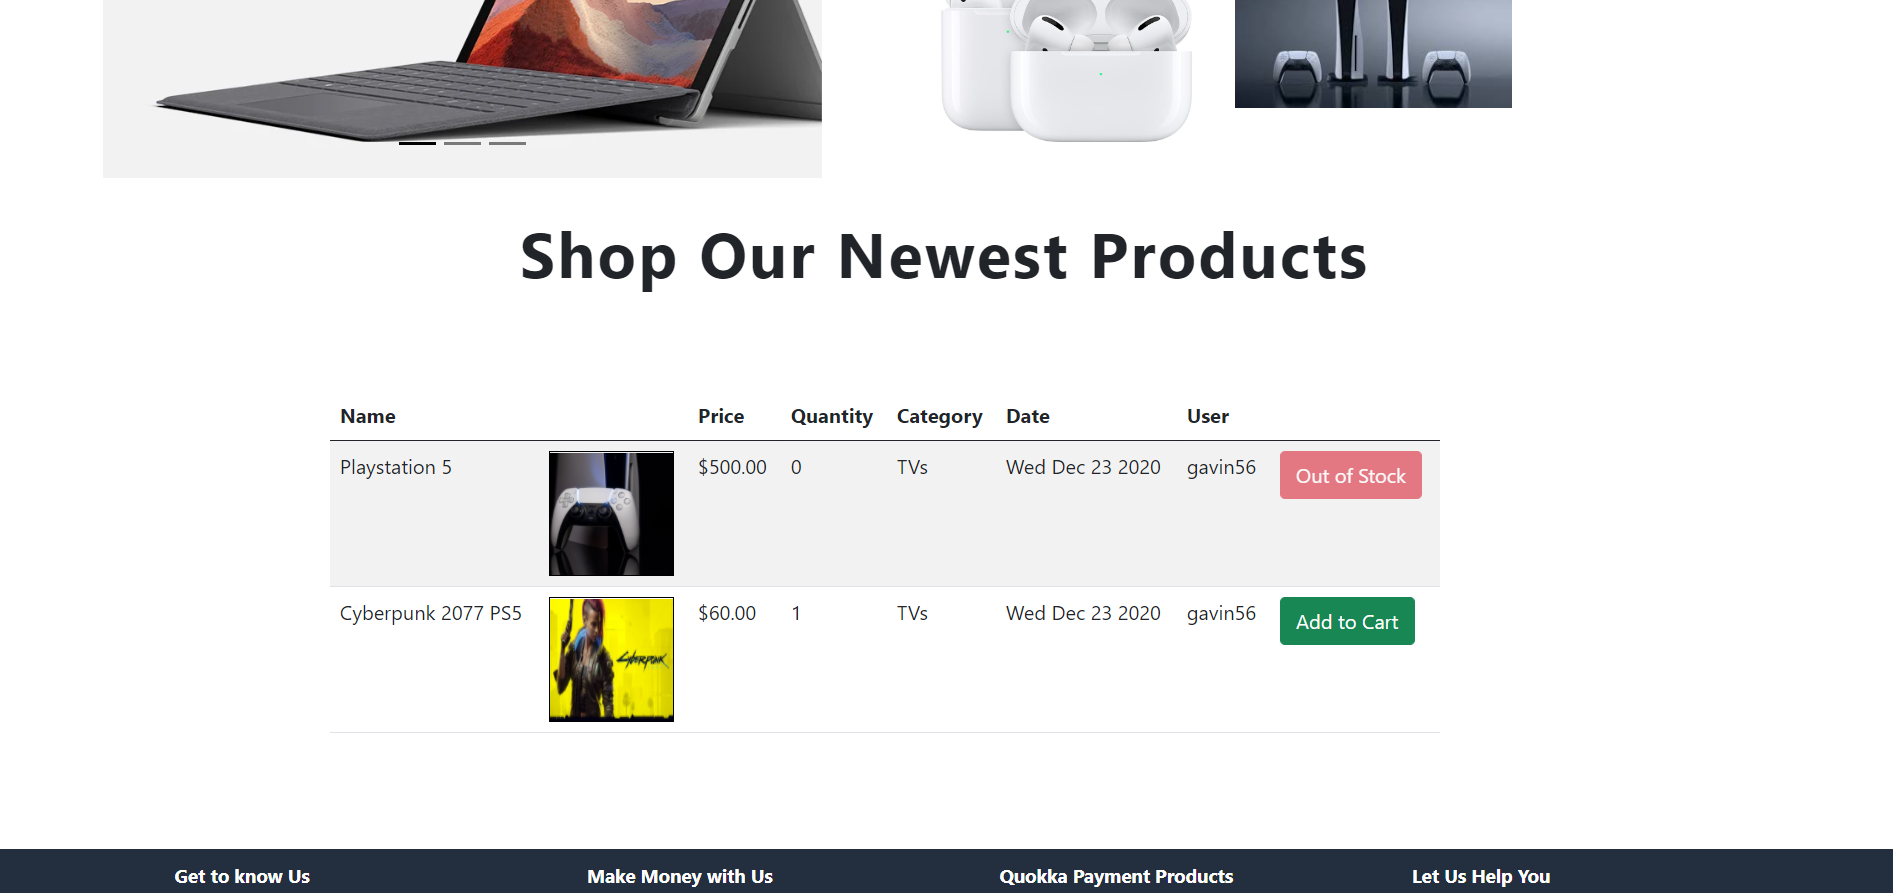 Shop Our Newest Products
Name Price Quantity Category Date User
Playstation 5 $500.00 0 TVs Wed Dec 23 2020 gavin56 Out of Stock
Cyberpunk 2077 PS5 CYBERPUNK $60.00 1 TVs Wed Dec 23 2020 gavin56 Add to Cart
Get to know Us Make Money with Us Quokka Payment Products Let Us Help You